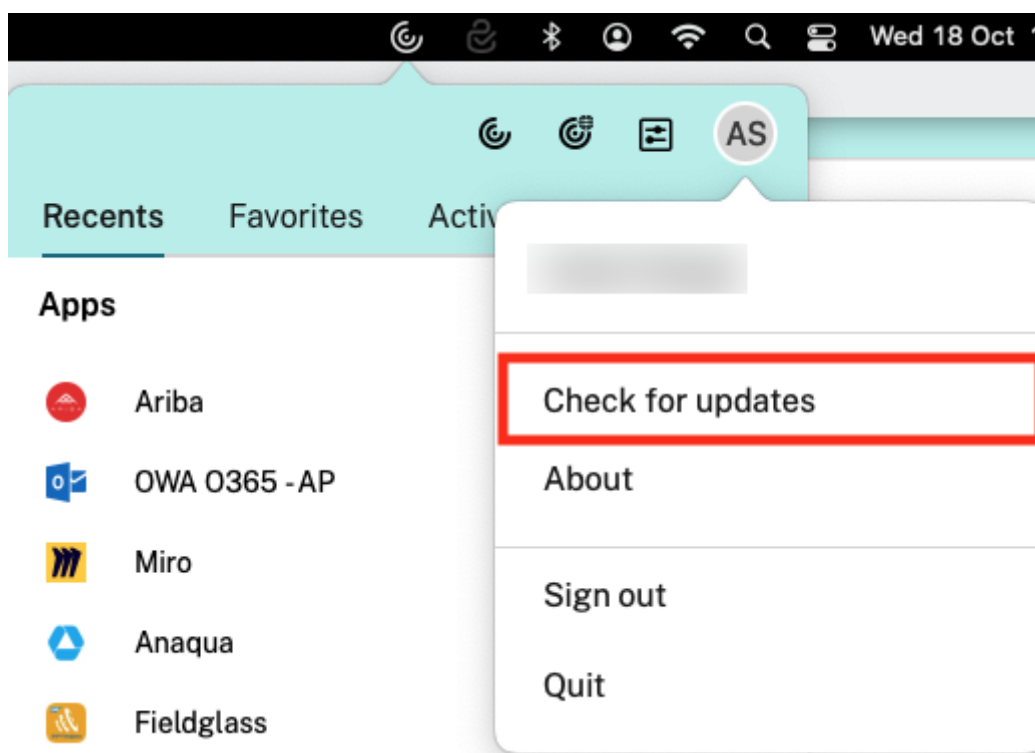 Wed 18 Oct
AS
Recents Favorites Activ
Apps
Check for updates
Ariba
About
OWA O365 - AP
Miro
Sign out
Anaqua
Quit
Fieldglass